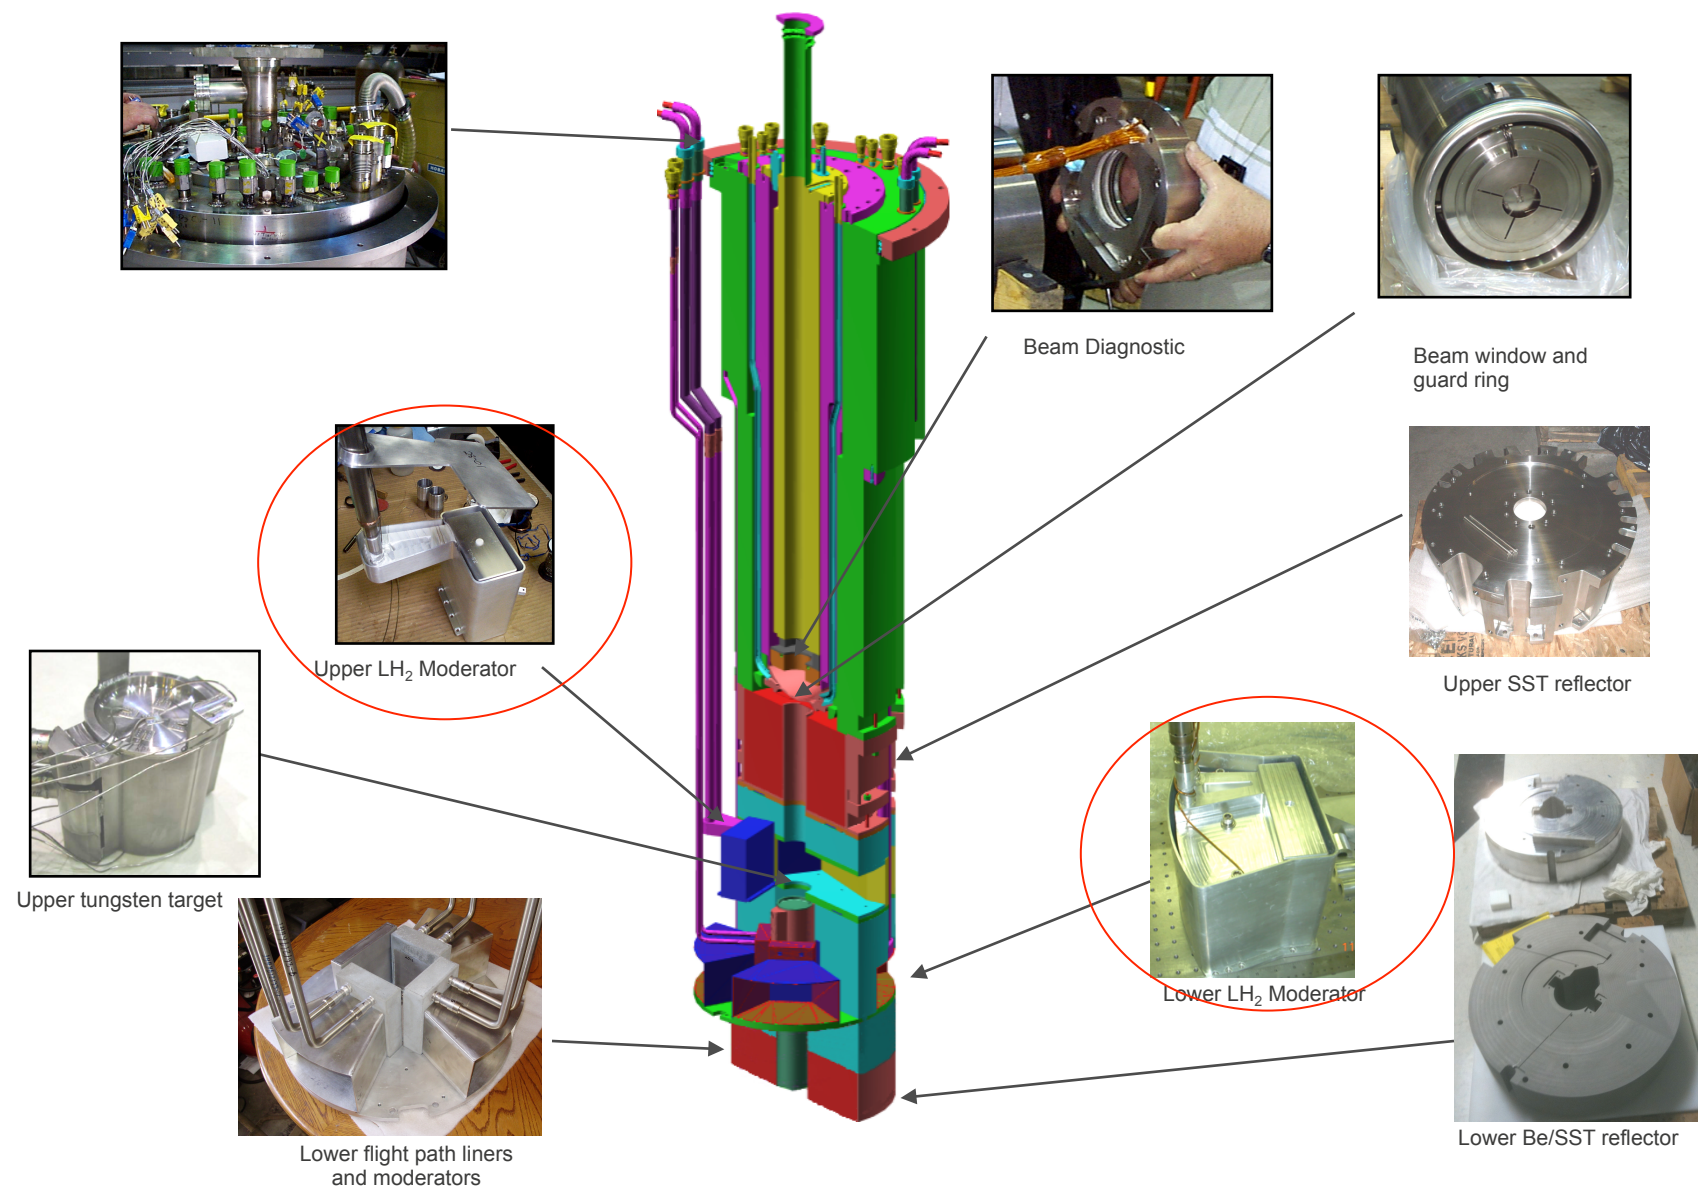 Beam Diagnostic
Beam window and
guard ring
Upper LH₂ Moderator
Upper SST reflector
Upper tungsten target
Lower LH₂ Moderator
Lower flight path liners
and moderators
Lower Be/SST reflector